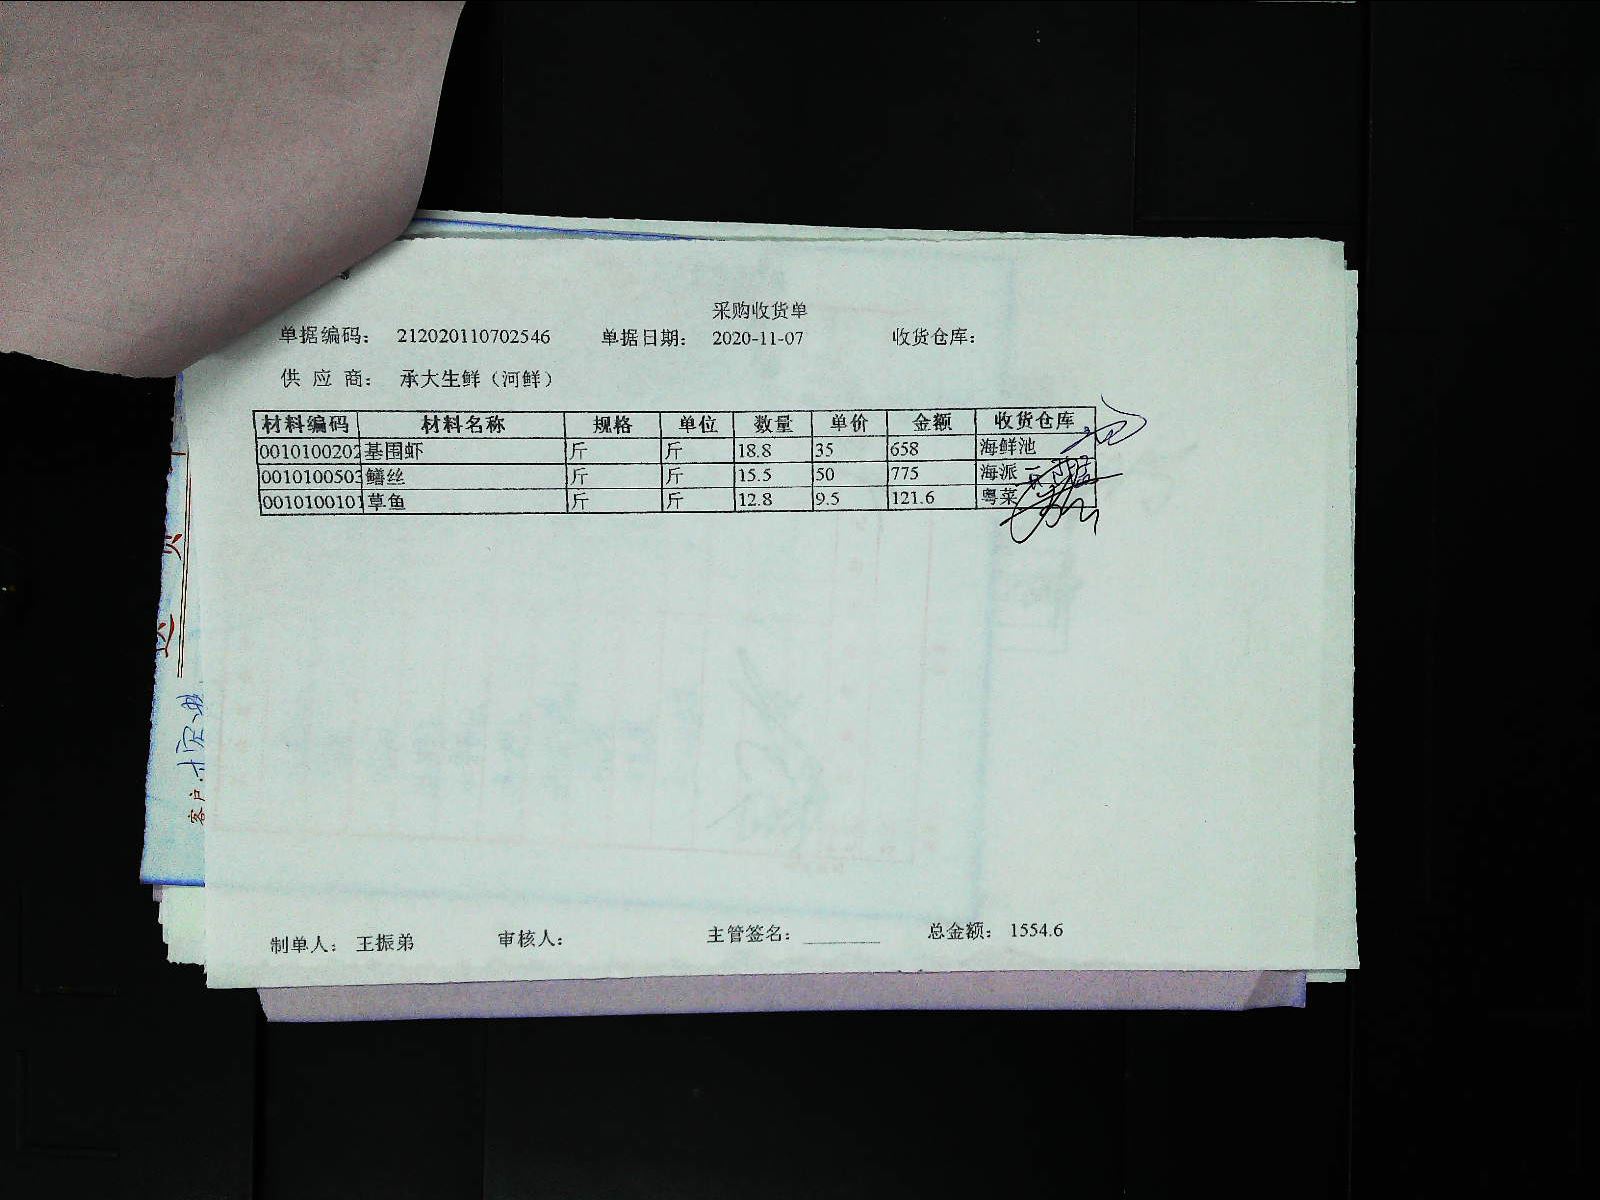 采购收货单
单据编码： 212020110702546 单据日期： 2020-11-07 收货仓库：
供 应 商： 承大生鲜（河鲜）
材料编码 材料名称 规格 单位 数量 单价 金额 收货仓库
0010100202 基围虾 斤 斤 18.8 35 658 海鲜池
0010100503 鳝丝 斤 斤 15.5 50 775 海派
0010100101 草鱼 斤 斤 12.8 9.5 121.6 粤菜
制单人： 王振弟 审核人： 主管签名： 总金额： 1554.6
客户